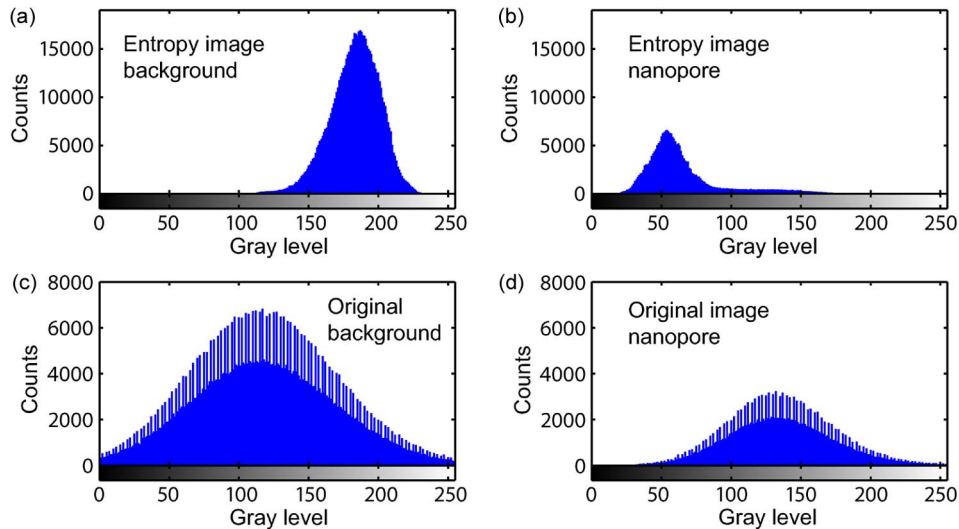 (a)
Entropy image
background
Counts
15000
10000
5000
0
0 50 100 150 200 250
Gray level
(b)
Entropy image
nanopore
Counts
15000
10000
5000
0
0 50 100 150 200 250
Gray level
(c)
Original
background
Counts
8000
6000
4000
2000
0
0 50 100 150 200 250
Gray level
(d)
Original image
nanopore
Counts
8000
6000
4000
2000
0
0 50 100 150 200 250
Gray level